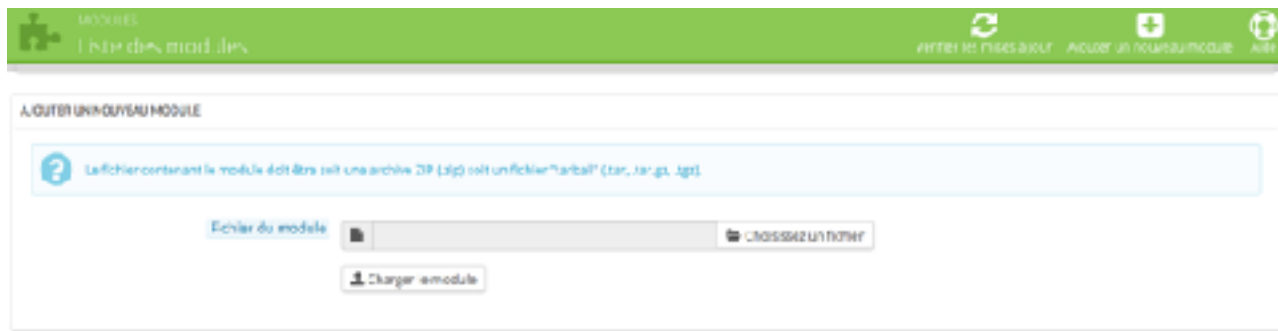 MODULES
Liste des modules
Vérifier les mises à jour
Ajouter un nouveau module
Aide
AJOUTER UN NOUVEAU MODULE
Le fichier contenant le module doit être soit une archive ZIP (.zip) soit un fichier "tarball" (.tar, .tar.gz, .tgz).
Fichier du module
Choisissez un fichier
Charger le module